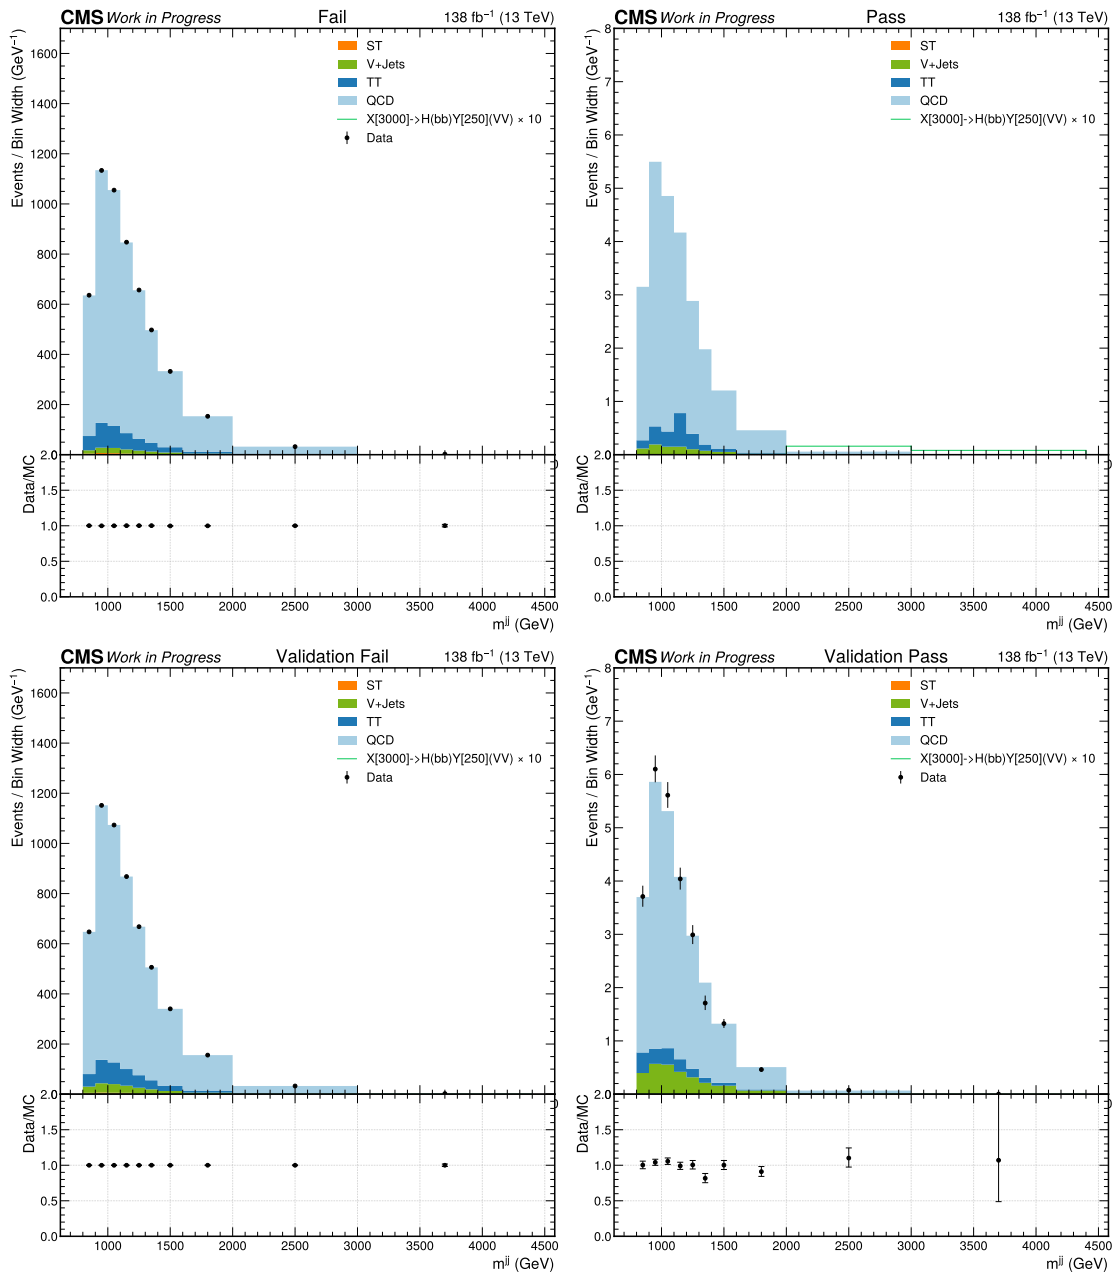 CMS Work in Progress Fail 138 fb⁻¹ (13 TeV)
Events / Bin Width (GeV⁻¹)
1600
1400
1200
1000
800
600
400
200
ST
V+Jets
TT
QCD
X[3000]->H(bb)Y[250](VV) × 10
Data
0
Data/MC
2.0
1.5
1.0
0.5
0.0
1000 1500 2000 2500 3000 3500 4000 4500
mʲʲ (GeV)
CMS Work in Progress Pass 138 fb⁻¹ (13 TeV)
Events / Bin Width (GeV⁻¹)
8
7
6
5
4
3
2
1
ST
V+Jets
TT
QCD
X[3000]->H(bb)Y[250](VV) × 10
0
Data/MC
2.0
1.5
1.0
0.5
0.0
1000 1500 2000 2500 3000 3500 4000 4500
mʲʲ (GeV)
CMS Work in Progress Validation Fail 138 fb⁻¹ (13 TeV)
Events / Bin Width (GeV⁻¹)
1600
1400
1200
1000
800
600
400
200
ST
V+Jets
TT
QCD
X[3000]->H(bb)Y[250](VV) × 10
Data
0
Data/MC
2.0
1.5
1.0
0.5
0.0
1000 1500 2000 2500 3000 3500 4000 4500
mʲʲ (GeV)
CMS Work in Progress Validation Pass 138 fb⁻¹ (13 TeV)
Events / Bin Width (GeV⁻¹)
8
7
6
5
4
3
2
1
ST
V+Jets
TT
QCD
X[3000]->H(bb)Y[250](VV) × 10
Data
0
Data/MC
2.0
1.5
1.0
0.5
0.0
1000 1500 2000 2500 3000 3500 4000 4500
mʲʲ (GeV)